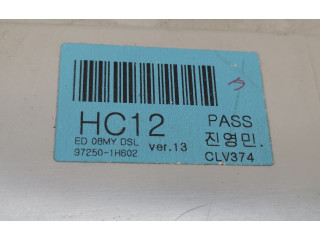 HC12 PASS
ED 08MY DSL ver.13 진영민.
97250-1H602 CLV374